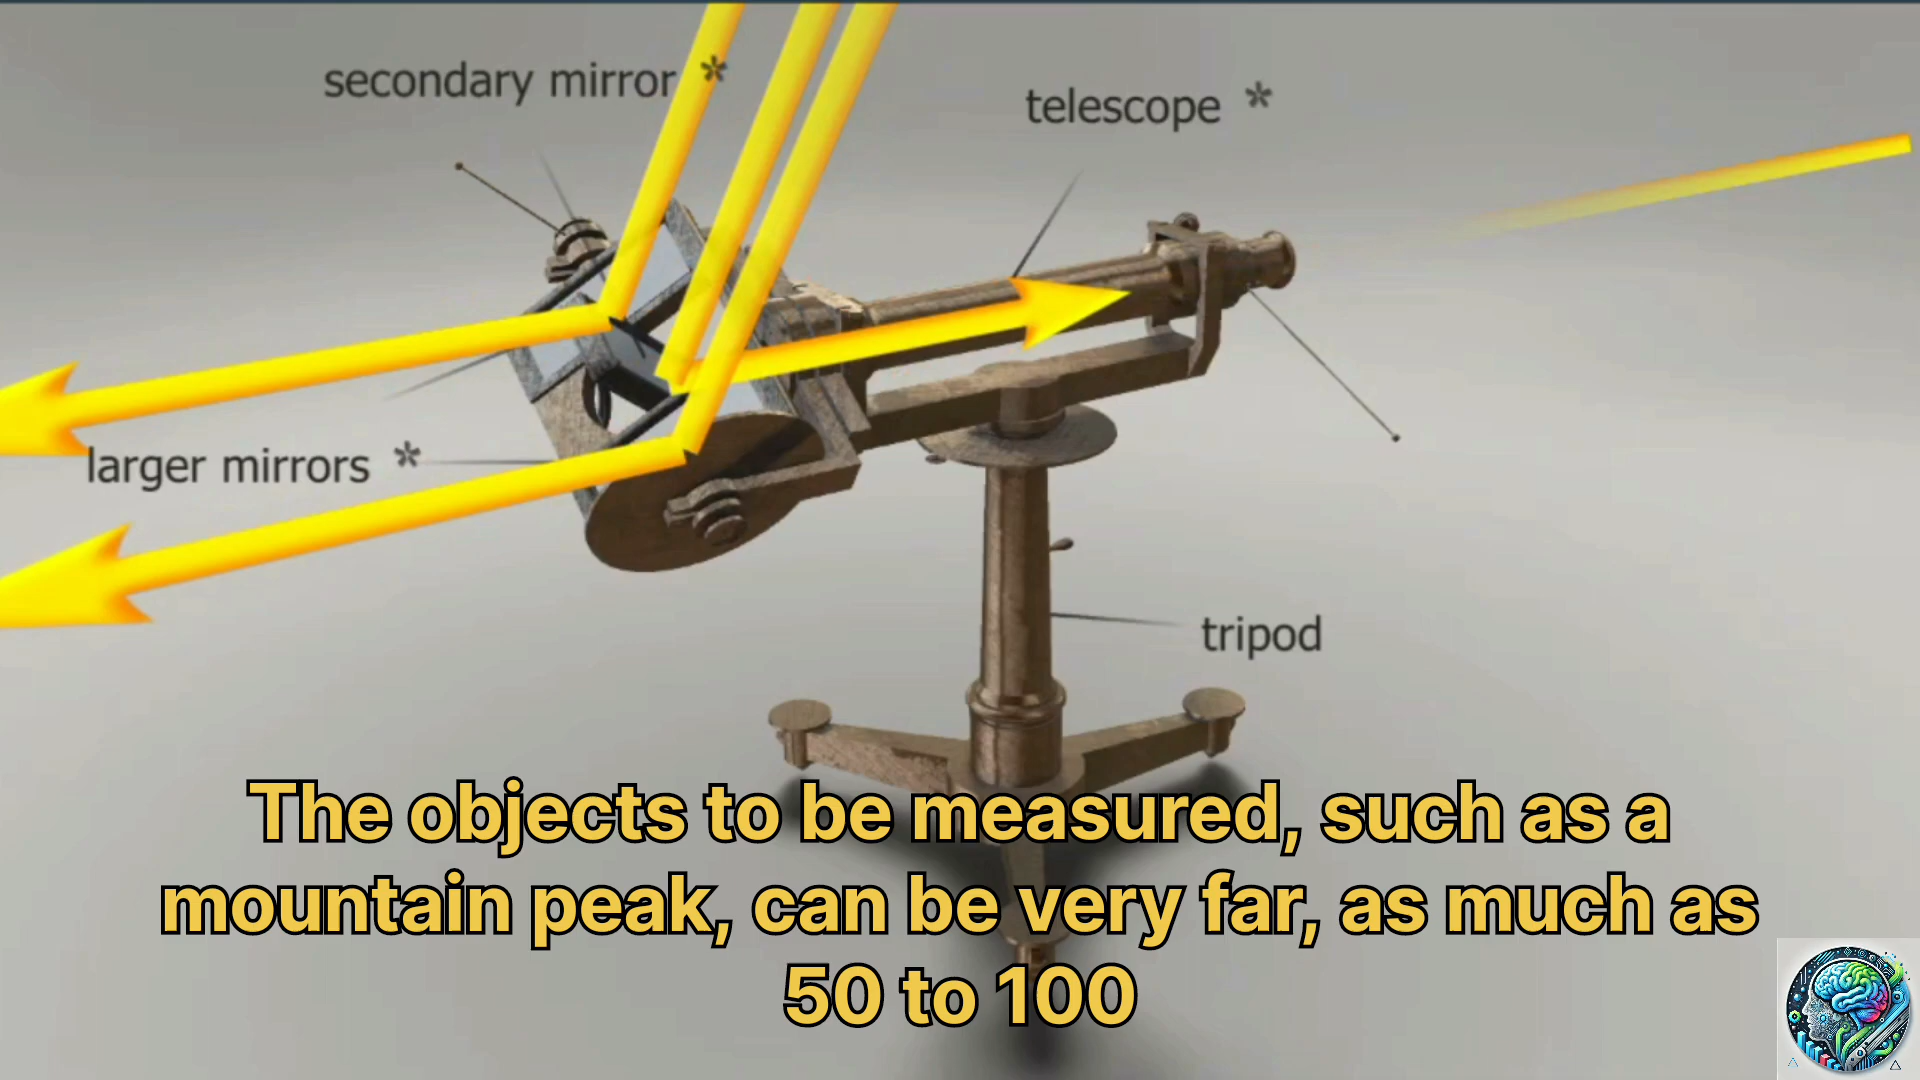 secondary mirror *
telescope *
larger mirrors *
tripod
The objects to be measured, such as a
mountain peak, can be very far, as much as
50 to 100